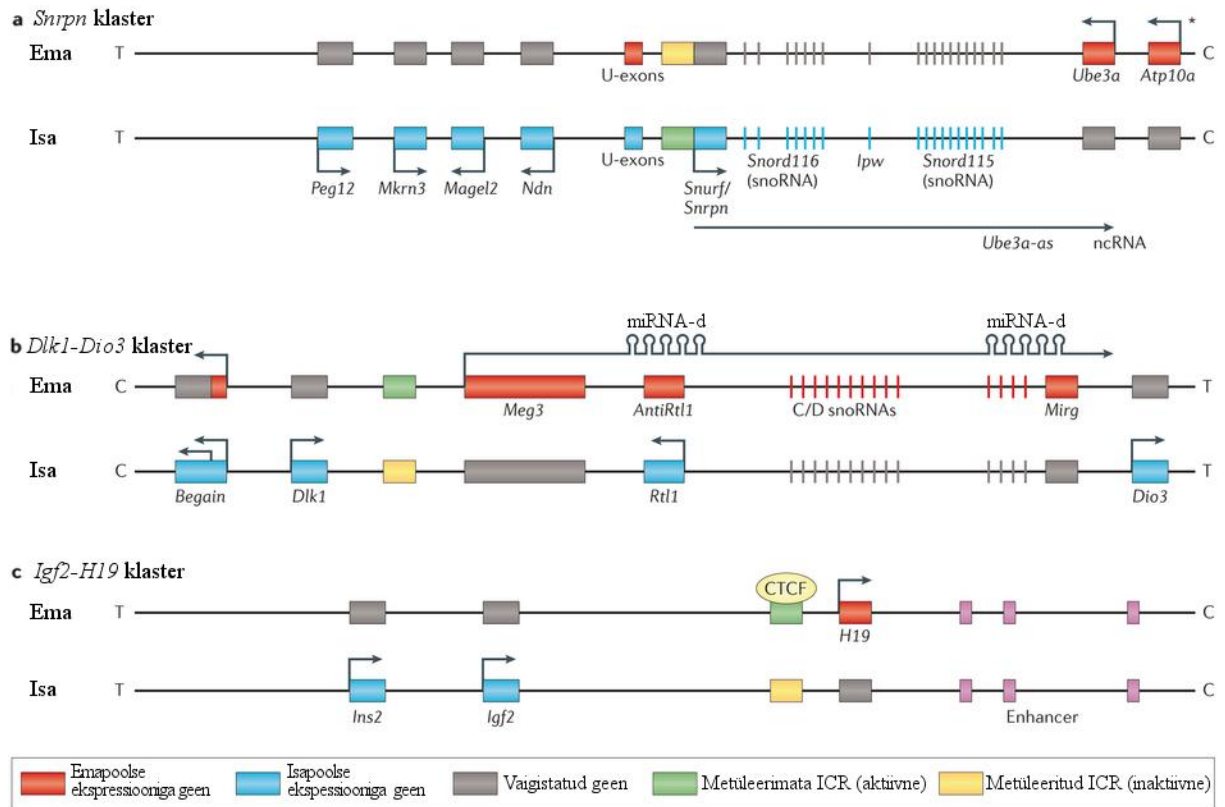 a Snrpn klaster
Ema T C
*
U-exons Ube3a Atp10a
Isa T C
U-exons
Peg12 Mkrn3 Magel2 Ndn Snurf/ Snord116 Ipw Snord115
Snrpn (snoRNA) (snoRNA)
Ube3a-as ncRNA
miRNA-d miRNA-d
b Dlk1-Dio3 klaster
Ema C T
Meg3 AntiRtl1 C/D snoRNAs Mirg
Isa C T
Begain Dlk1 Rtl1 Dio3
c Igf2-H19 klaster
CTCF
Ema T C
H19
Isa T C
Ins2 Igf2 Enhancer
Emapoolse Isapoolse Vaigistatud geen Metüleerimata ICR (aktiivne) Metüleeritud ICR (inaktiivne)
ekspressiooniga geen ekspessiooniga geen